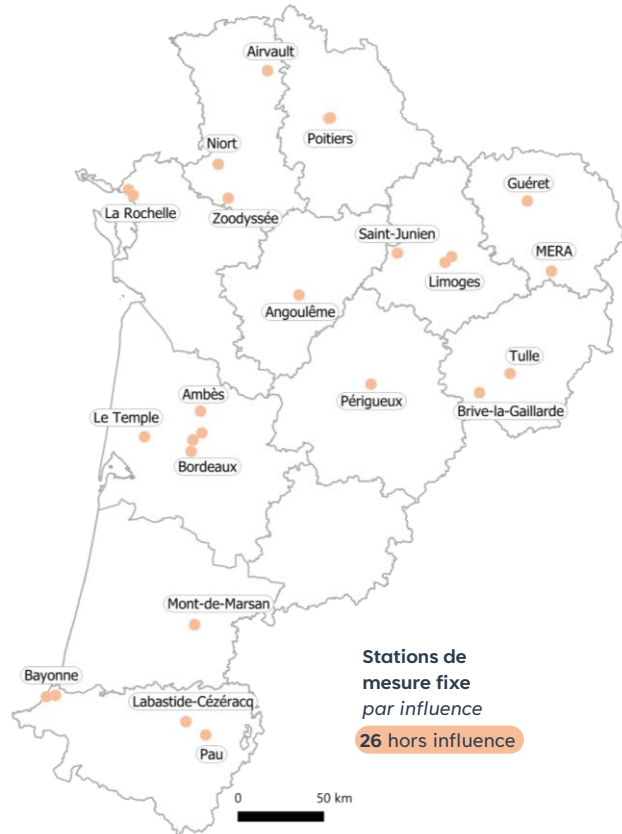 Airvault
Poitiers
Niort
Guéret
La Rochelle
Zoodyssée
Saint-Junien
MERA
Limoges
Angoulême
Tulle
Ambès
Périgueux
Le Temple
Brive-la-Gaillarde
Bordeaux
Mont-de-Marsan
Stations de
mesure fixe
par influence
26 hors influence
Bayonne
Labastide-Cézéracq
Pau
0 50 km